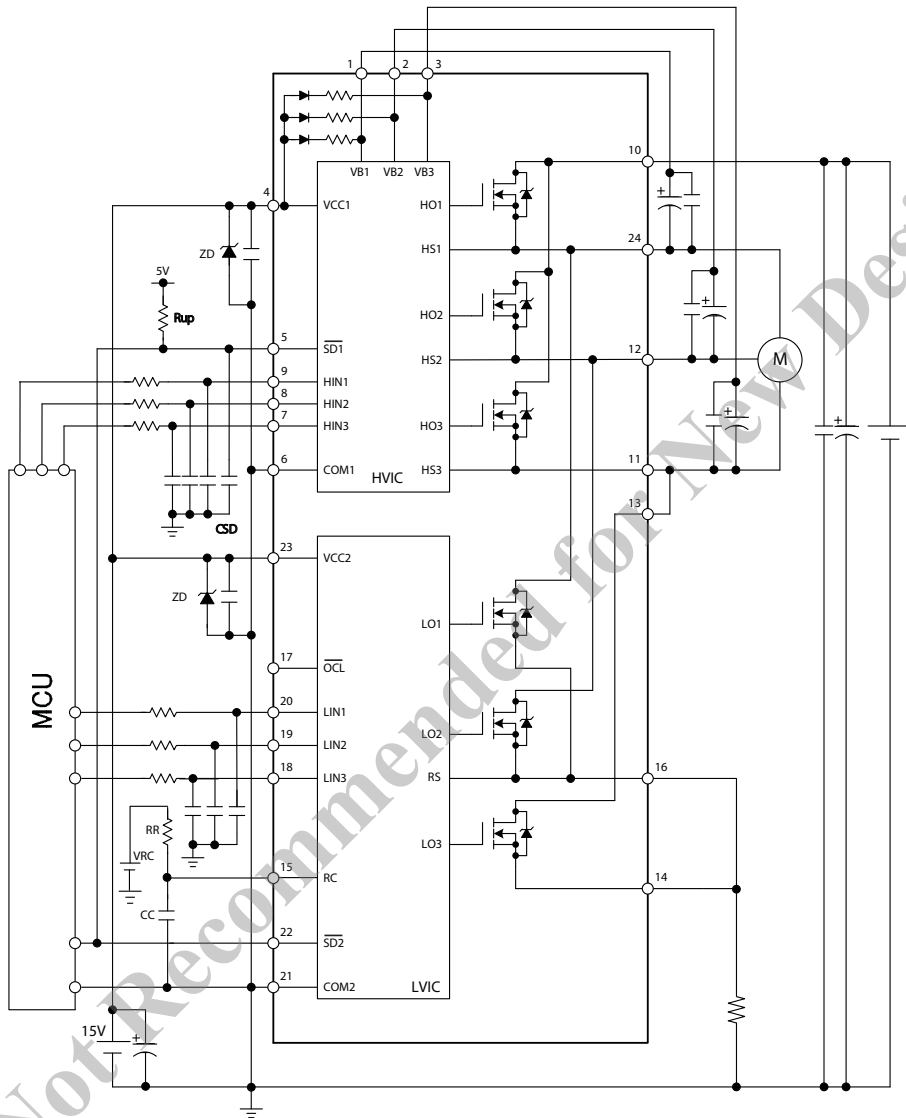 1
2
3
VB1
VB2
VB3
10
4
VCC1
HO1
ZD
24
HS1
5V
Rup
HO2
5
SD1
12
HS2
M
9
HIN1
8
HIN2
7
HIN3
HO3
6
COM1
HS3
11
HVIC
13
CSD
23
VCC2
ZD
LO1
17
OCL
MCU
20
LIN1
19
LIN2
LO2
18
LIN3
RS
16
RR
VRC
LO3
15
RC
14
CC
22
SD2
21
COM2
LVIC
15V
Not Recommended for New Desi